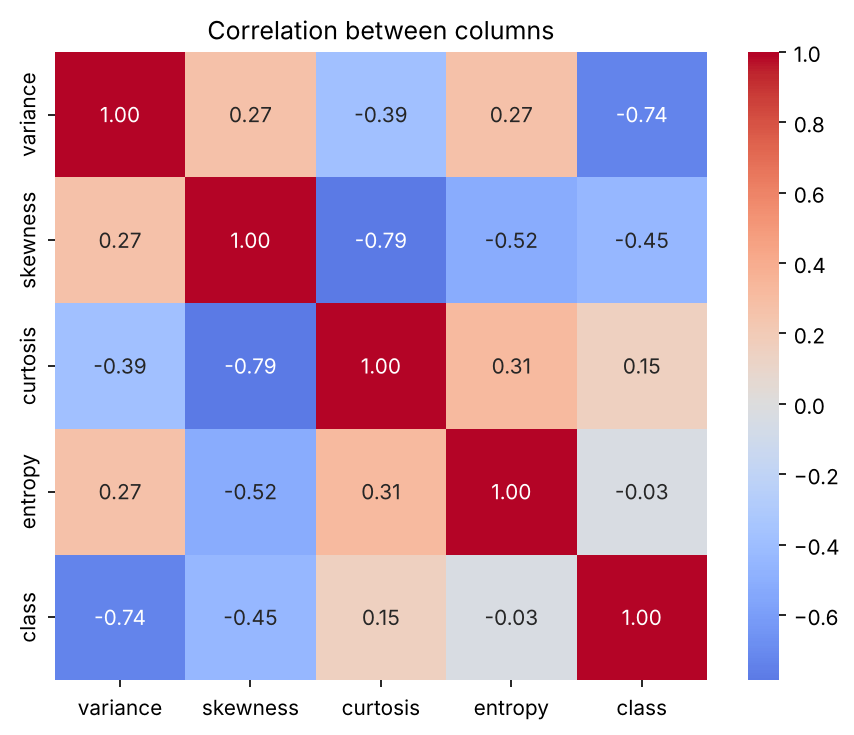 Correlation between columns
variance 1.00 0.27 -0.39 0.27 -0.74
skewness 0.27 1.00 -0.79 -0.52 -0.45
curtosis -0.39 -0.79 1.00 0.31 0.15
entropy 0.27 -0.52 0.31 1.00 -0.03
class -0.74 -0.45 0.15 -0.03 1.00
variance skewness curtosis entropy class
1.0
0.8
0.6
0.4
0.2
0.0
−0.2
−0.4
−0.6